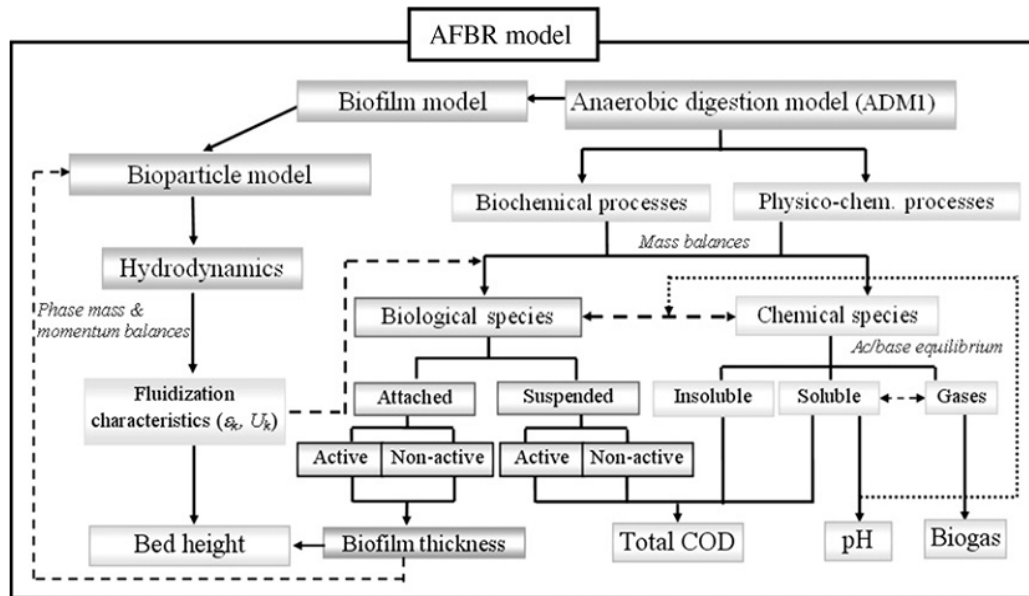 AFBR model
Biofilm model
Anaerobic digestion model (ADM1)
Bioparticle model
Biochemical processes
Physico-chem. processes
Mass balances
Hydrodynamics
Phase mass &
momentum balances
Biological species
Chemical species
Ac/base equilibrium
Fluidization
characteristics (εk, Uk)
Attached
Suspended
Insoluble
Soluble
Gases
Active
Non-active
Active
Non-active
Bed height
Biofilm thickness
Total COD
pH
Biogas